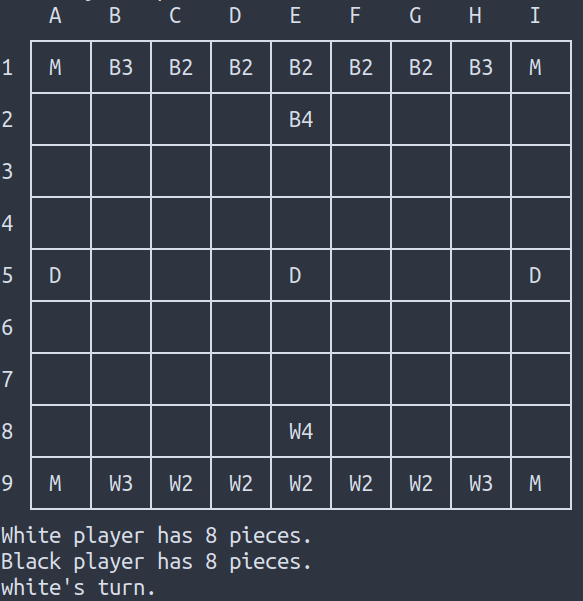 A B C D E F G H I
1 M B3 B2 B2 B2 B2 B2 B3 M
2 B4
3
4
5 D D D
6
7
8 W4
9 M W3 W2 W2 W2 W2 W2 W3 M
White player has 8 pieces.
Black player has 8 pieces.
white's turn.